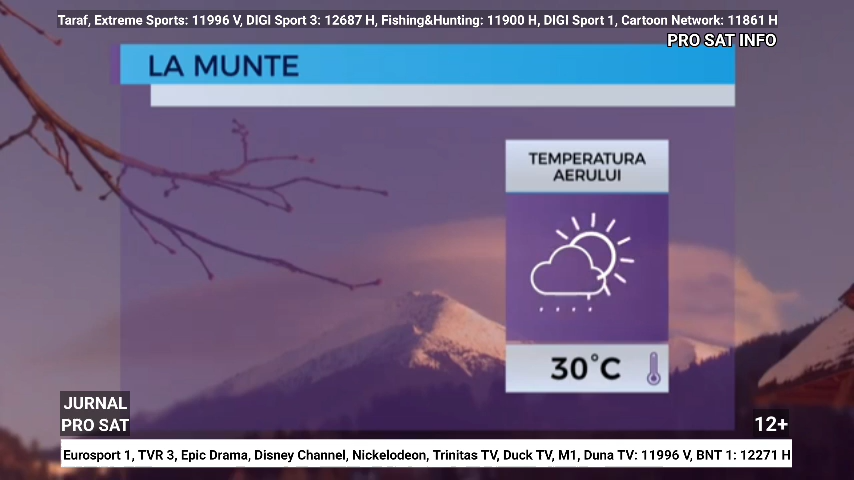 Taraf, Extreme Sports: 11996 V, DIGI Sport 3: 12687 H, Fishing&Hunting: 11900 H, DIGI Sport 1, Cartoon Network: 11861 H
PRO SAT INFO
LA MUNTE
TEMPERATURA
AERULUI
30°C
JURNAL
PRO SAT
12+
Eurosport 1, TVR 3, Epic Drama, Disney Channel, Nickelodeon, Trinitas TV, Duck TV, M1, Duna TV: 11996 V, BNT 1: 12271 H